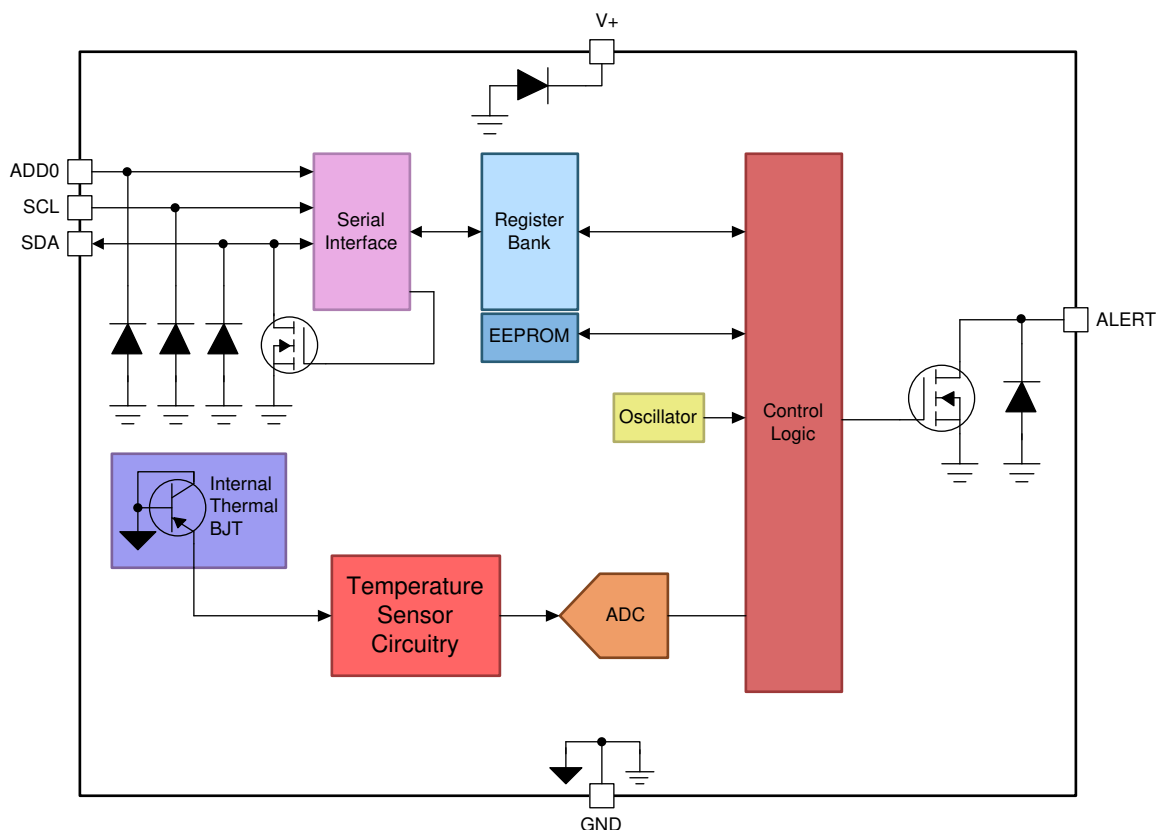 V+
ADD0
SCL
SDA
Serial
Interface
Register
Bank
EEPROM
ALERT
Oscillator
Control
Logic
Internal
Thermal
BJT
Temperature
Sensor
Circuitry
ADC
GND